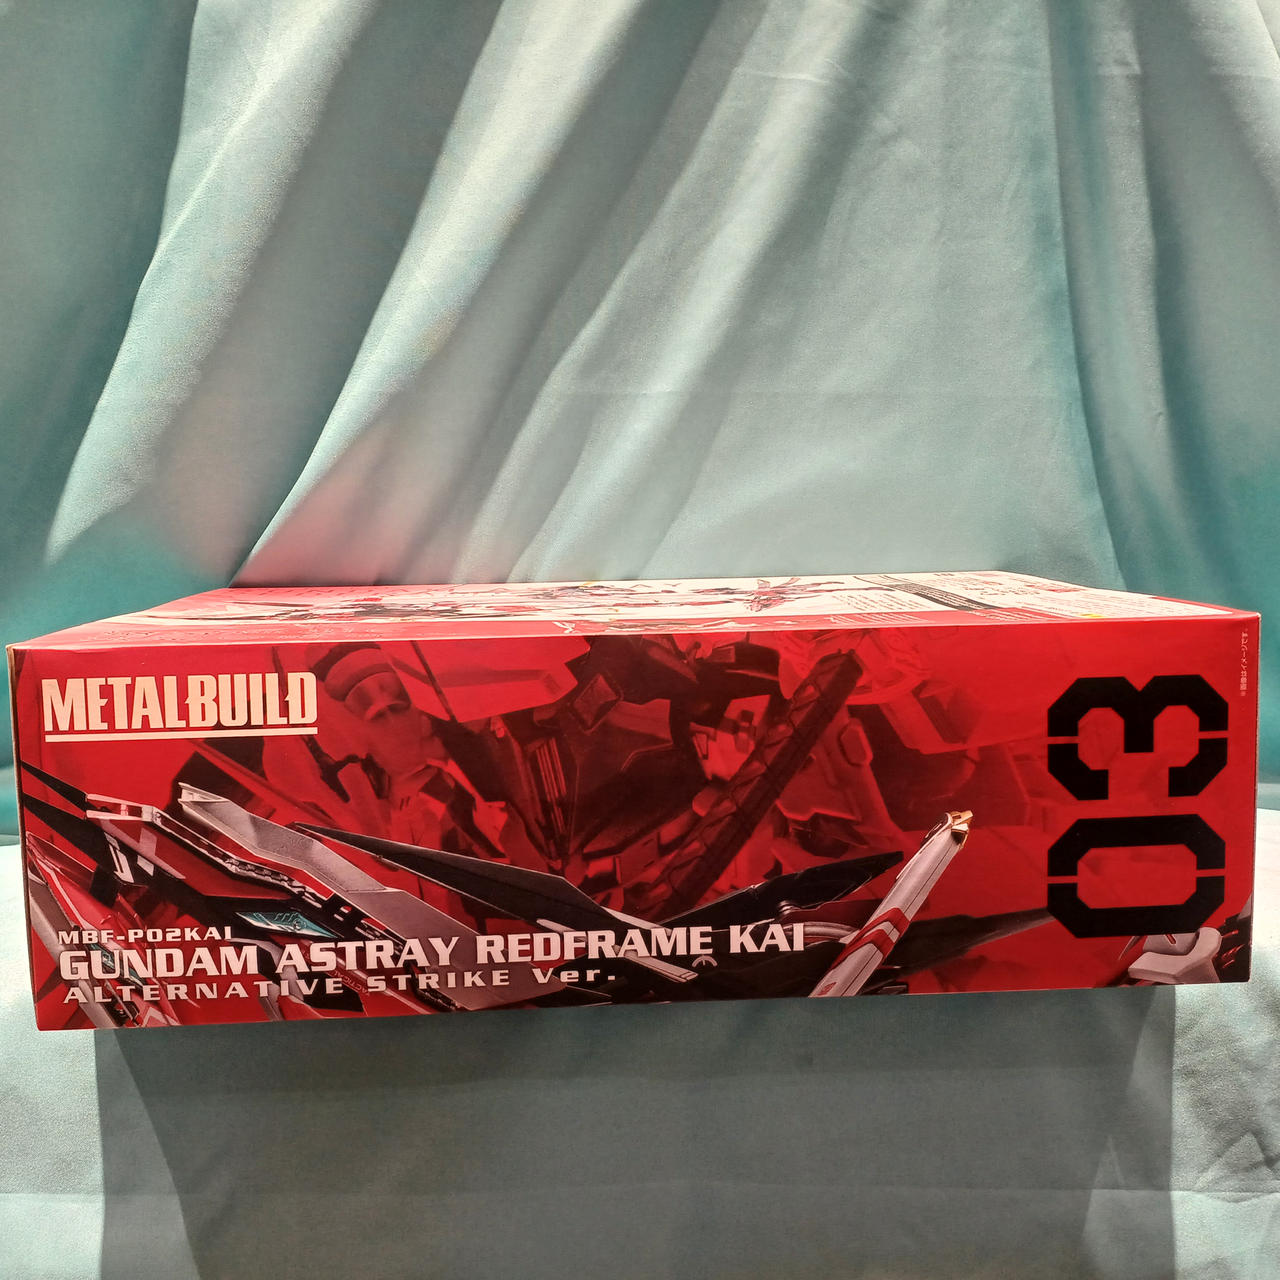 METALBUILD
MBF-P02KAI
GUNDAM ASTRAY REDFRAME KAI
ALTERNATIVE STRIKE Ver.
03